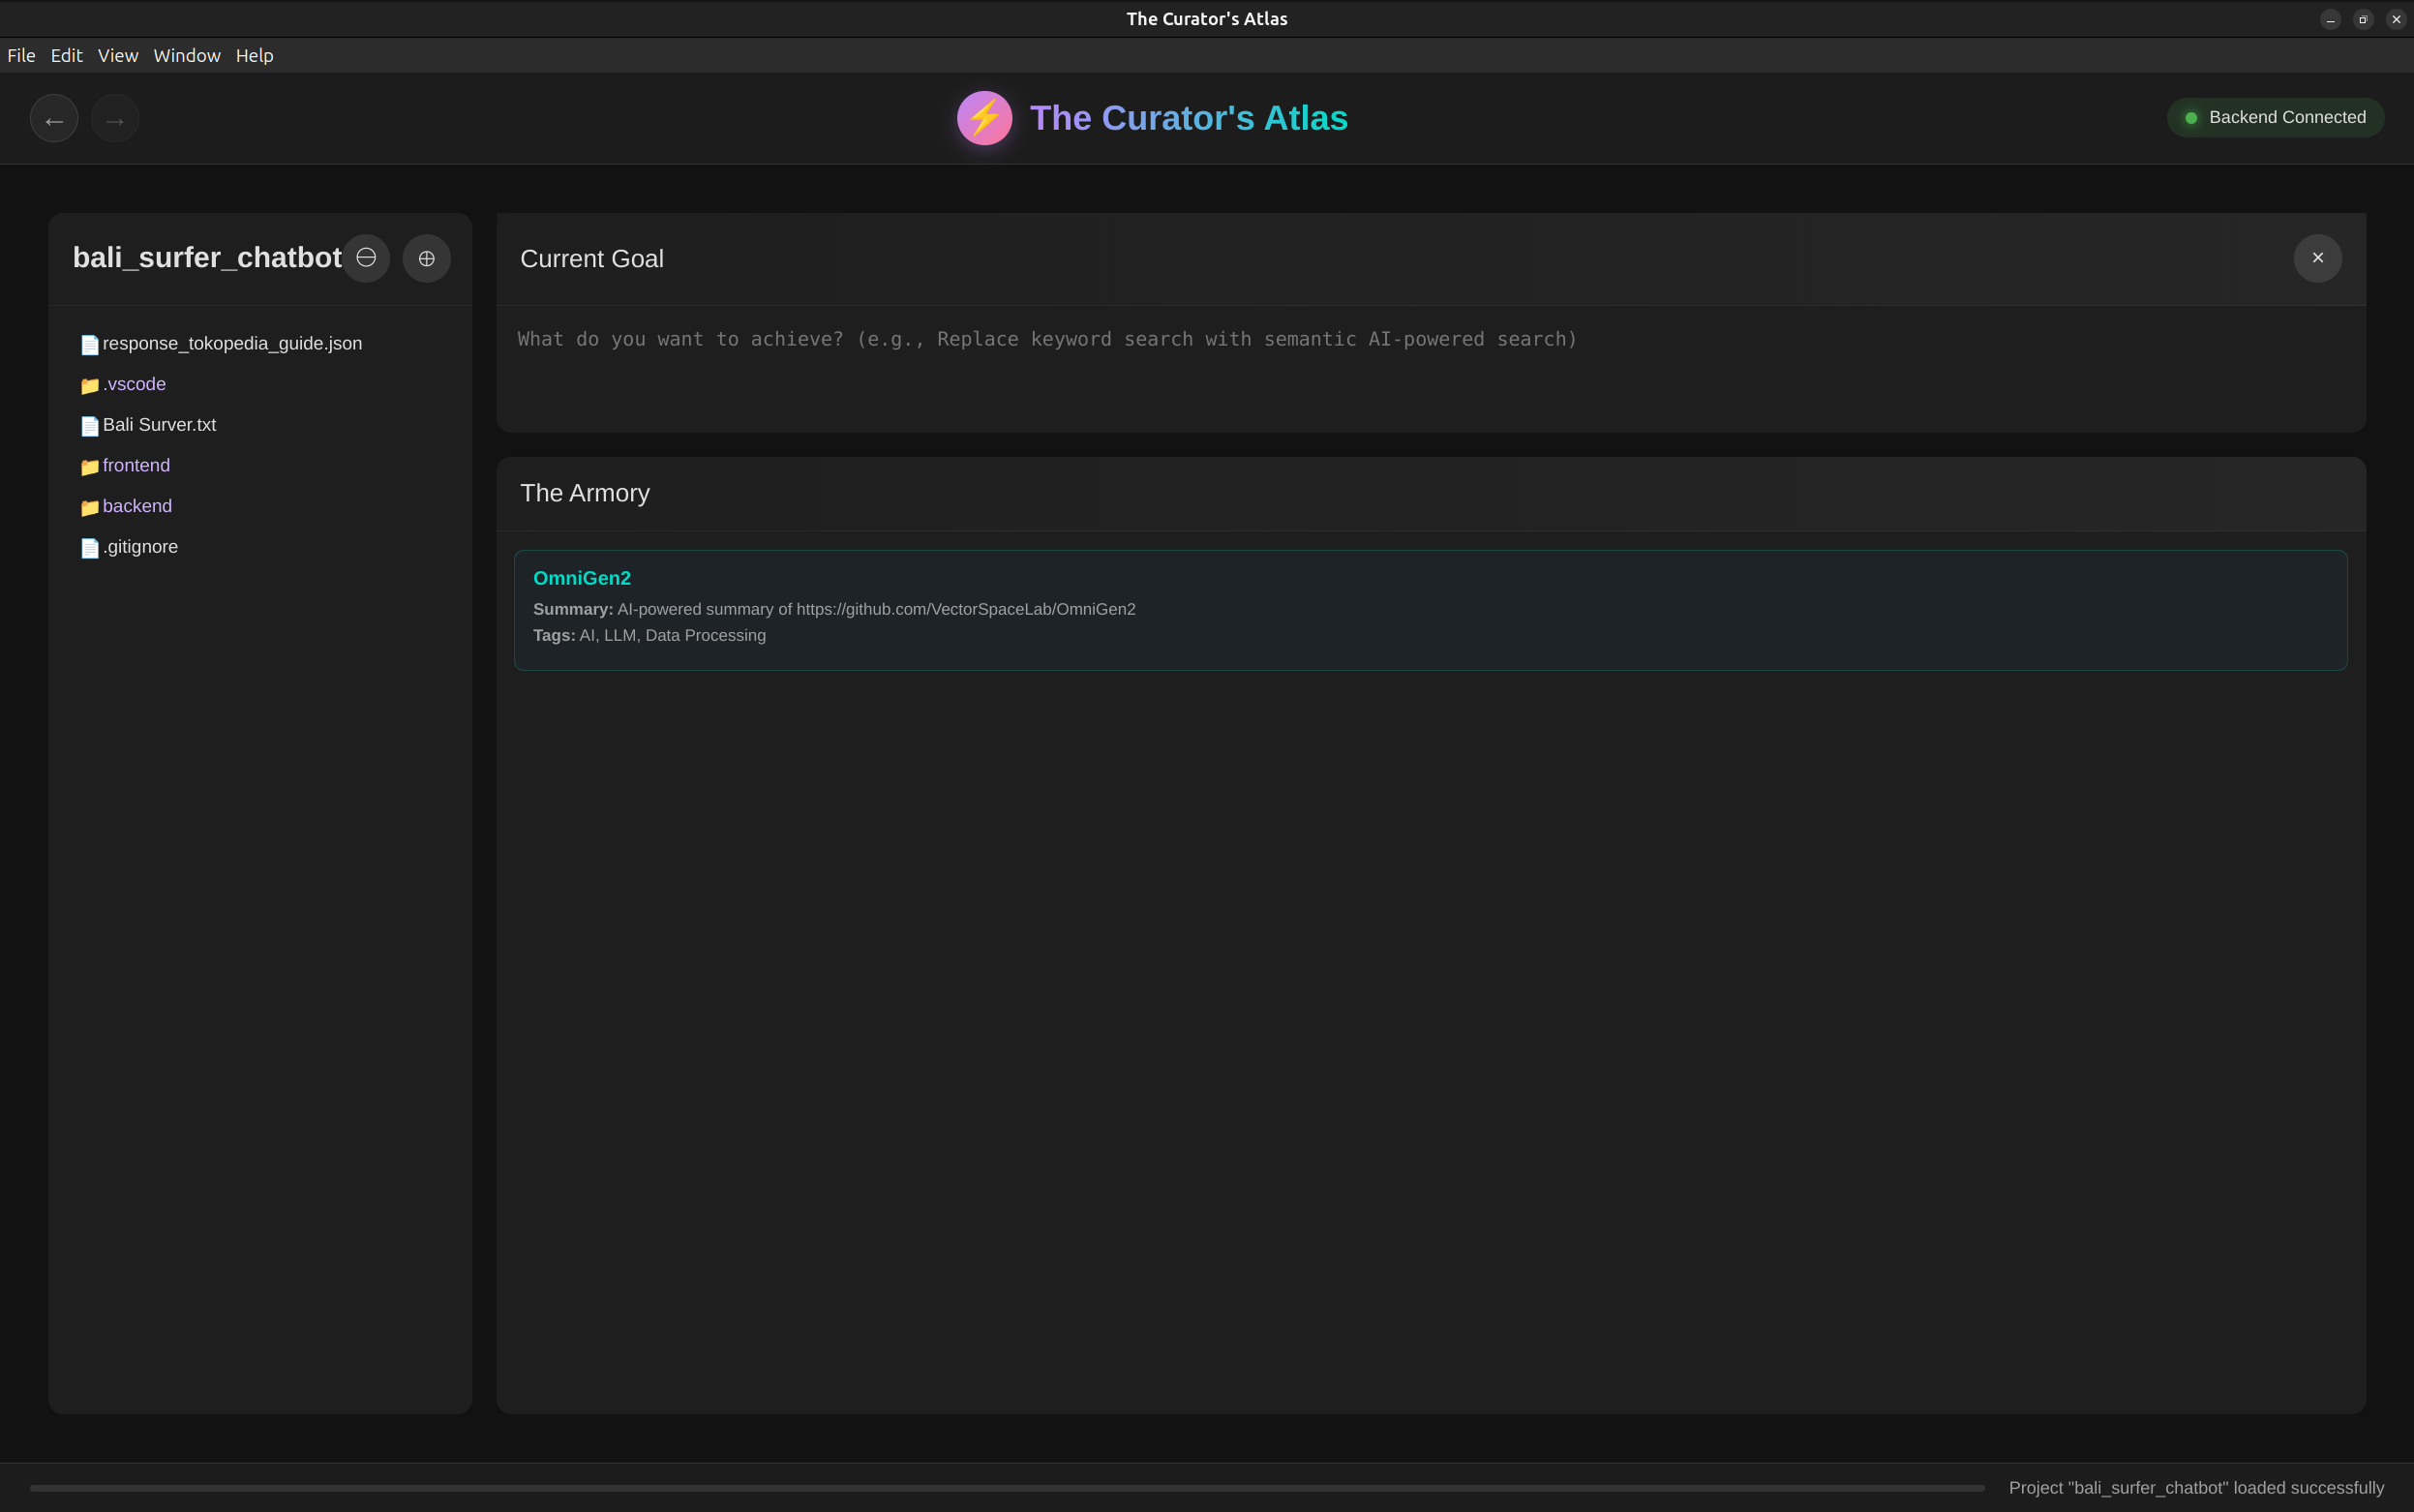 The Curator's Atlas
File Edit View Window Help
The Curator's Atlas
Backend Connected
bali_surfer_chatbot
response_tokopedia_guide.json
.vscode
Bali Surver.txt
frontend
backend
.gitignore
Current Goal
What do you want to achieve? (e.g., Replace keyword search with semantic AI-powered search)
The Armory
OmniGen2
Summary: AI-powered summary of https://github.com/VectorSpaceLab/OmniGen2
Tags: AI, LLM, Data Processing
Project "bali_surfer_chatbot" loaded successfully